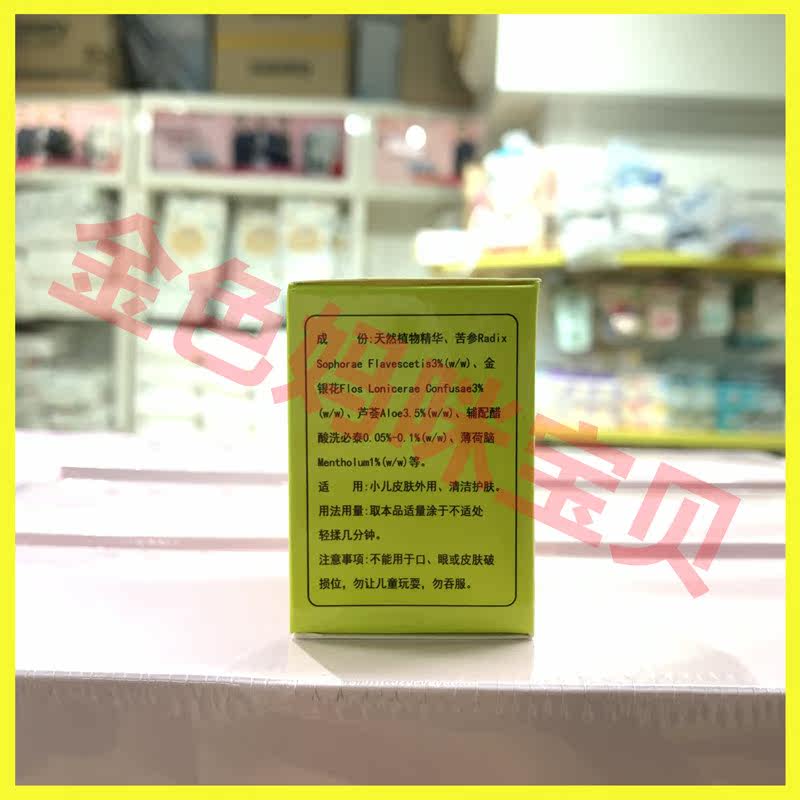 成 份:天然植物精华、苦参Radix
Sophorae Flavescetis3%(w/w)、金
银花Flos Lonicerae Confusae3%
(w/w)、芦荟Aloe3.5%(w/w)、辅配醋
酸洗必泰0.05%-0.1%(w/w)、薄荷脑
Mentholum1%(w/w)等。
适 用:小儿皮肤外用、清洁护肤。
用法用量:取本品适量涂于不适处
轻揉几分钟。
注意事项:不能用于口、眼或皮肤破
损位,勿让儿童玩耍,勿吞服。
金色妈咪宝贝